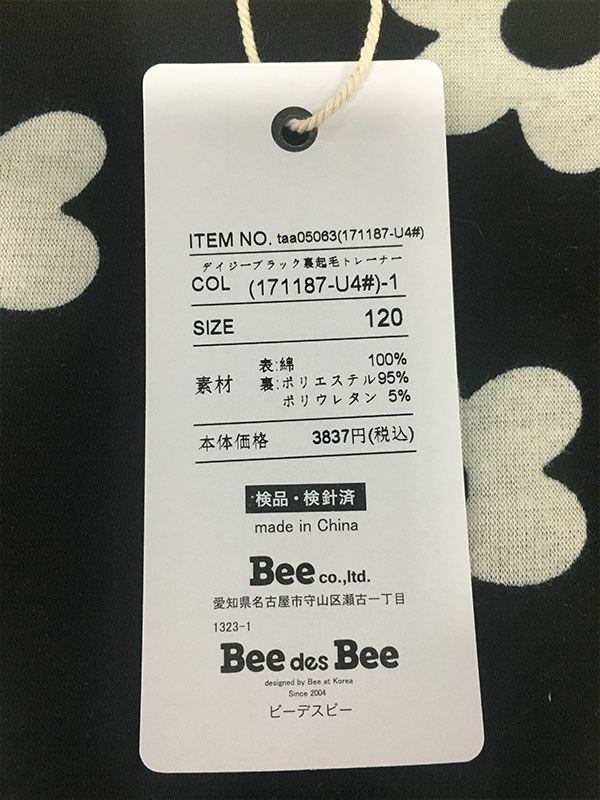 ITEM NO. taa05063(171187-U4#)
デイジーブラック裏起毛トレーナー
COL (171187-U4#)-1
SIZE 120
素材 表:綿 100%
裏:ポリエステル95%
ポリウレタン 5%
本体価格 3837円(税込)
検品・検針済
made in China
Bee co.,ltd.
愛知県名古屋市守山区瀬古一丁目
1323-1
Bee des Bee
designed by Bee at Korea
Since 2004
ビーデスビー